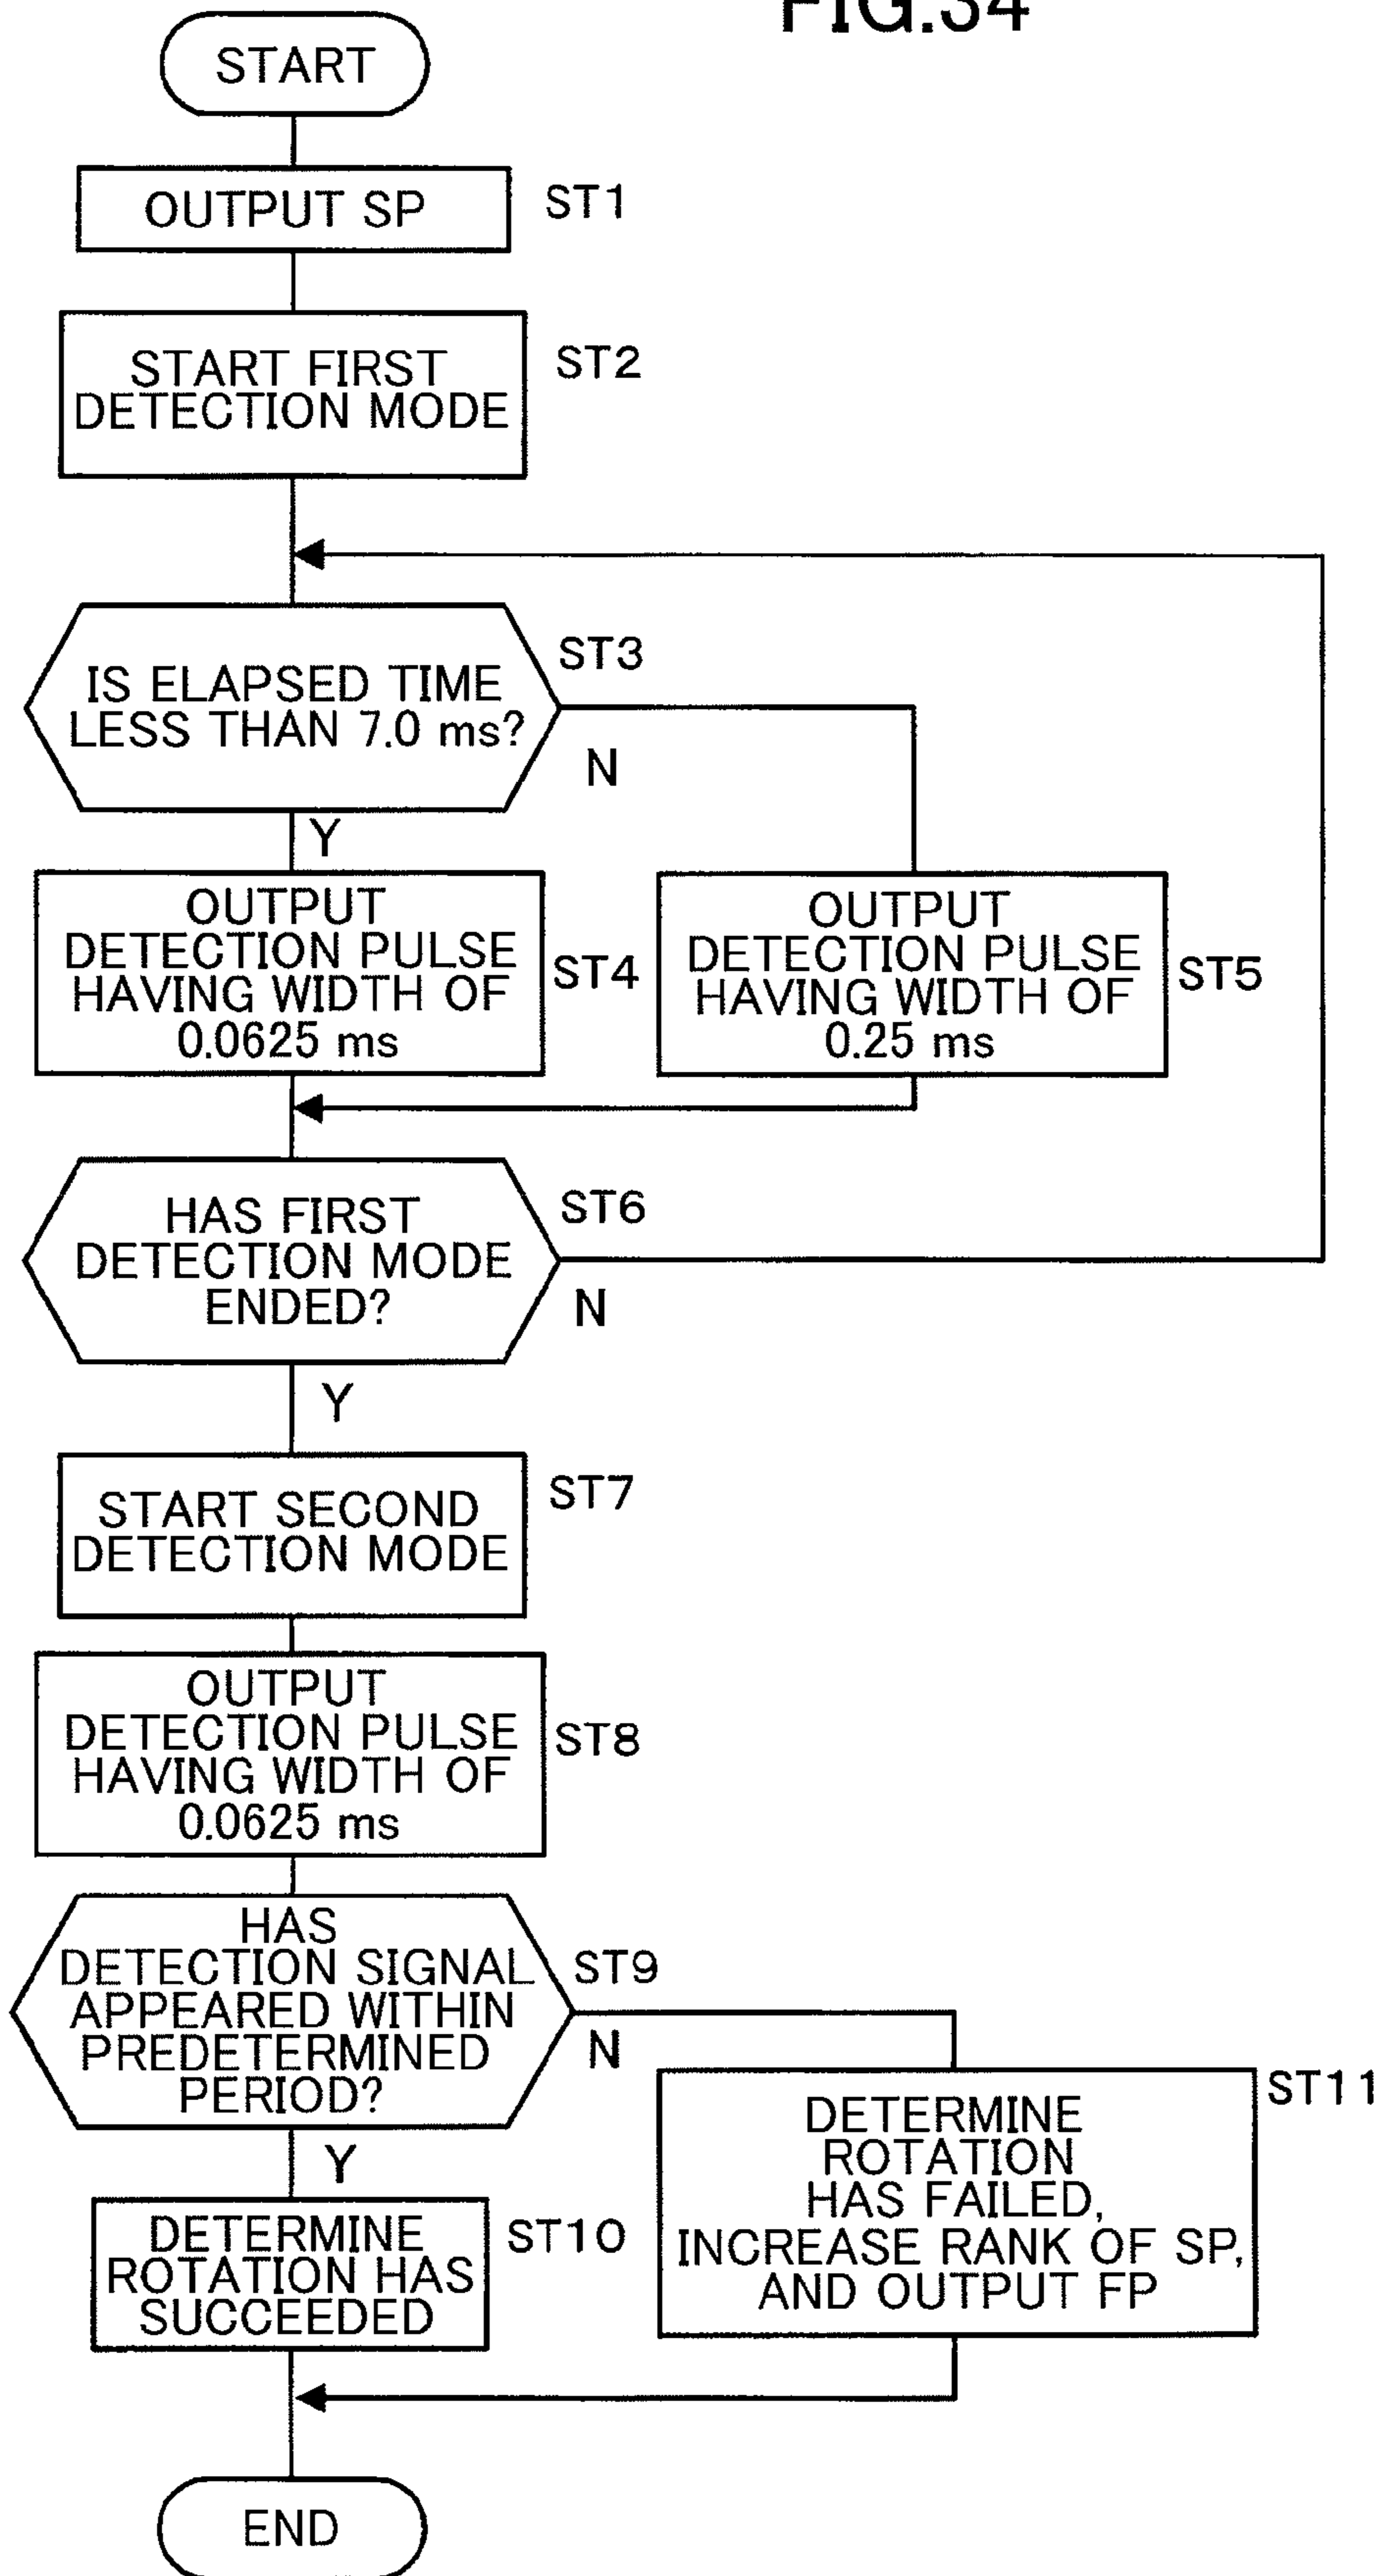 FIG.34
START
OUTPUT SP
ST1
START FIRST
DETECTION MODE
ST2
IS ELAPSED TIME
LESS THAN 7.0 ms?
ST3
N
Y
OUTPUT
DETECTION PULSE
HAVING WIDTH OF
0.0625 ms
ST4
OUTPUT
DETECTION PULSE
HAVING WIDTH OF
0.25 ms
ST5
HAS FIRST
DETECTION MODE
ENDED?
ST6
N
Y
START SECOND
DETECTION MODE
ST7
OUTPUT
DETECTION PULSE
HAVING WIDTH OF
0.0625 ms
ST8
HAS
DETECTION SIGNAL
APPEARED WITHIN
PREDETERMINED
PERIOD?
ST9
N
Y
DETERMINE
ROTATION HAS
SUCCEEDED
ST10
DETERMINE
ROTATION
HAS FAILED,
INCREASE RANK OF SP,
AND OUTPUT FP
ST11
END